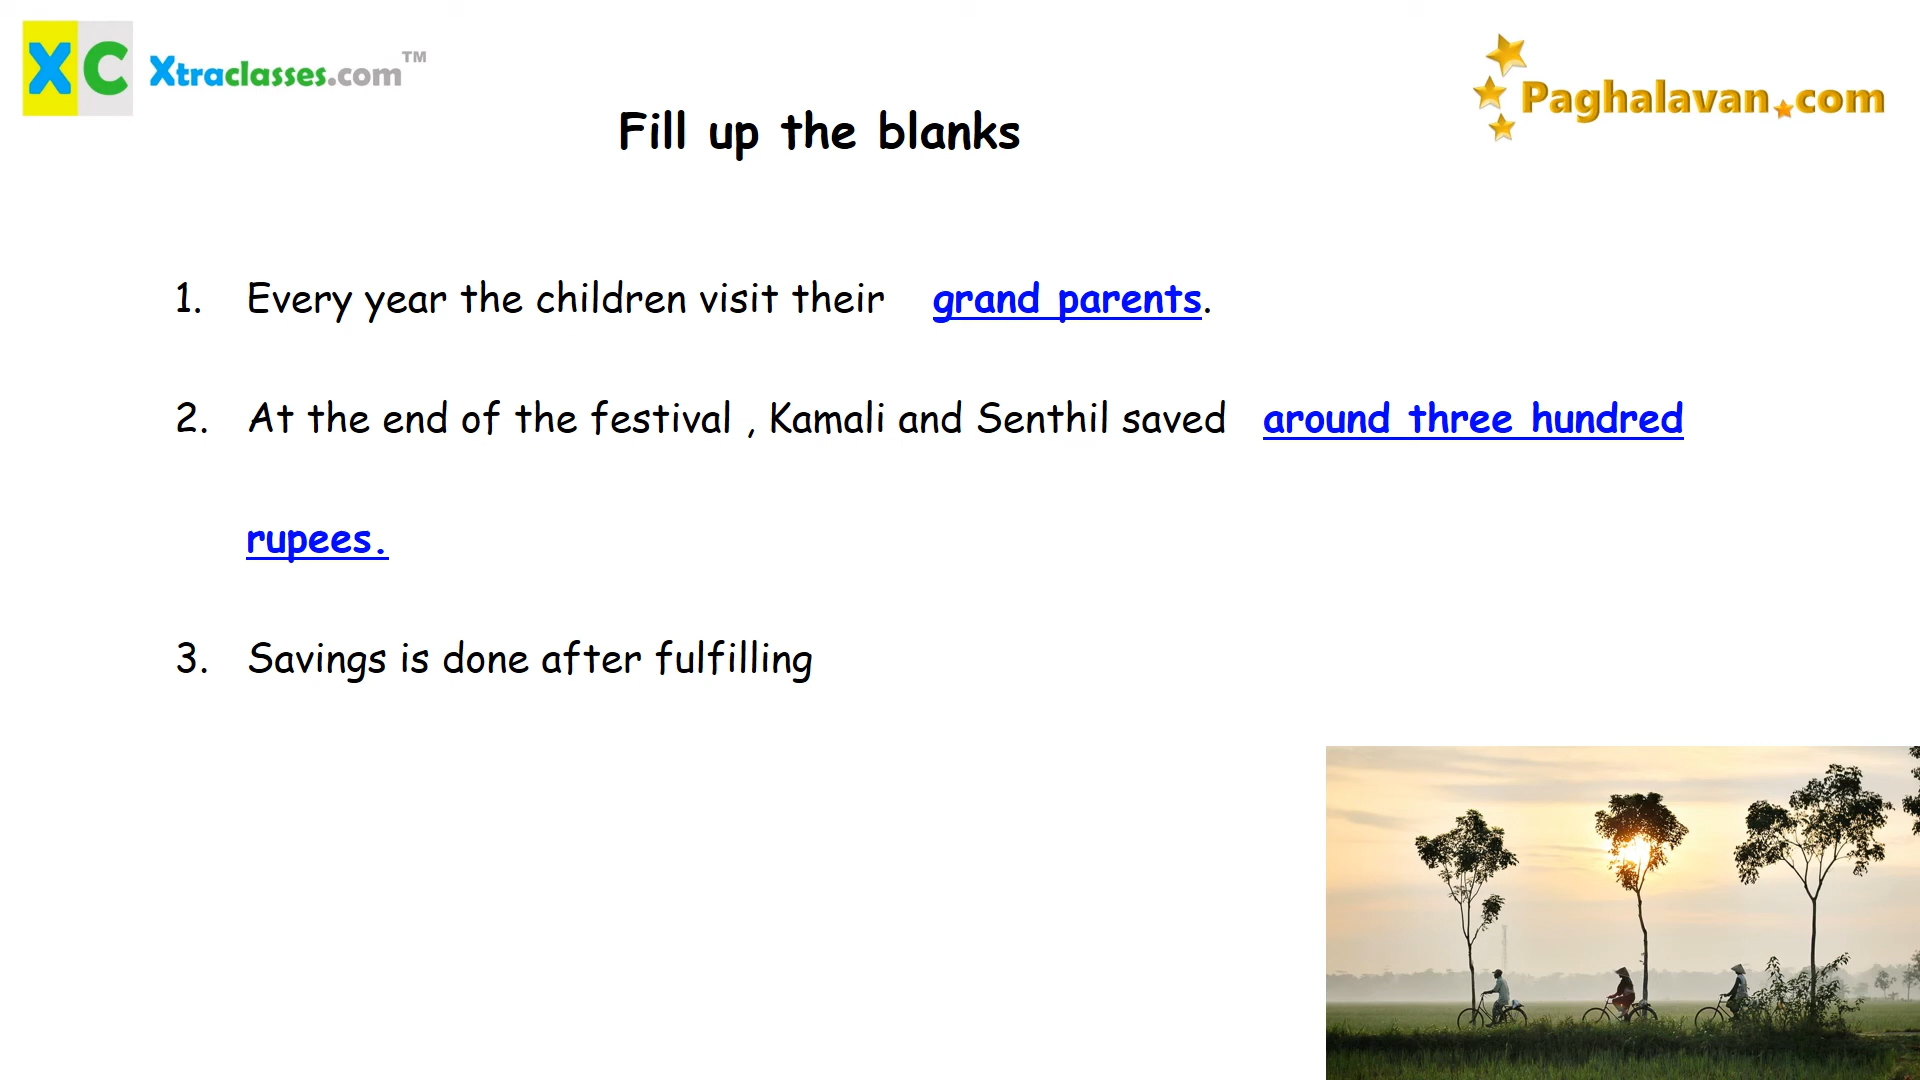 XC Xtraclasses.com™
Paghalavan.com
Fill up the blanks
1. Every year the children visit their grand parents.
2. At the end of the festival , Kamali and Senthil saved around three hundred
rupees.
3. Savings is done after fulfilling